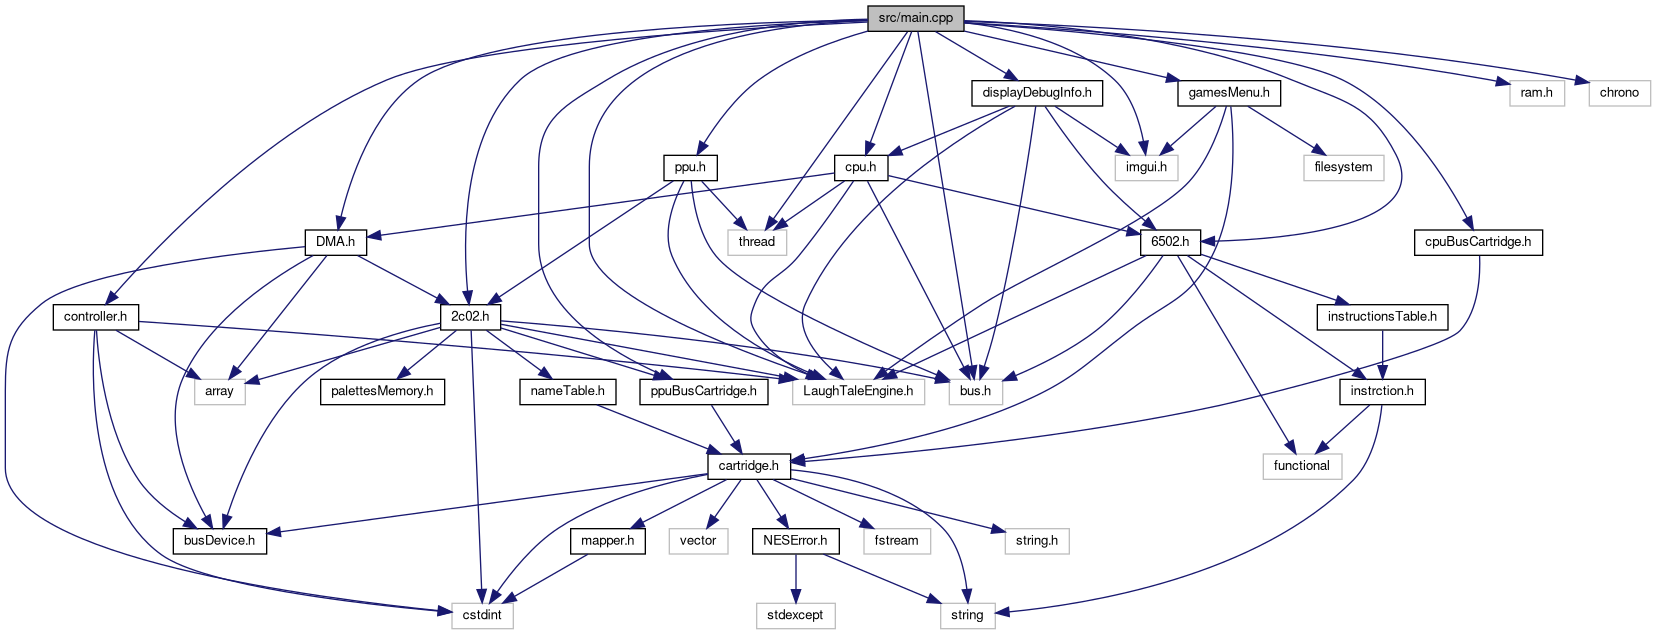 src/main.cpp
displayDebugInfo.h
gamesMenu.h
ram.h
chrono
ppu.h
cpu.h
imgui.h
filesystem
DMA.h
thread
6502.h
cpuBusCartridge.h
controller.h
2c02.h
instructionsTable.h
array
palettesMemory.h
nameTable.h
ppuBusCartridge.h
LaughTaleEngine.h
bus.h
instrction.h
cartridge.h
functional
busDevice.h
mapper.h
vector
NESError.h
fstream
string.h
cstdint
stdexcept
string